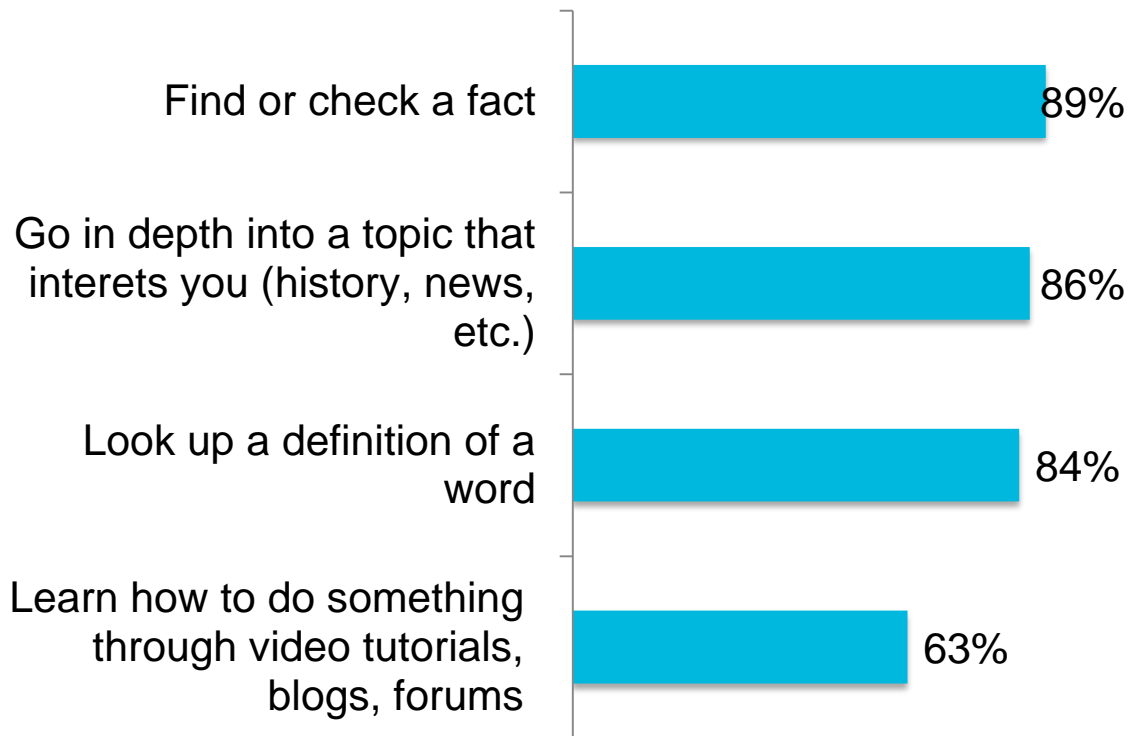 Find or check a fact
89%
Go in depth into a topic that
interets you (history, news,
etc.)
86%
Look up a definition of a
word
84%
Learn how to do something
through video tutorials,
blogs, forums
63%